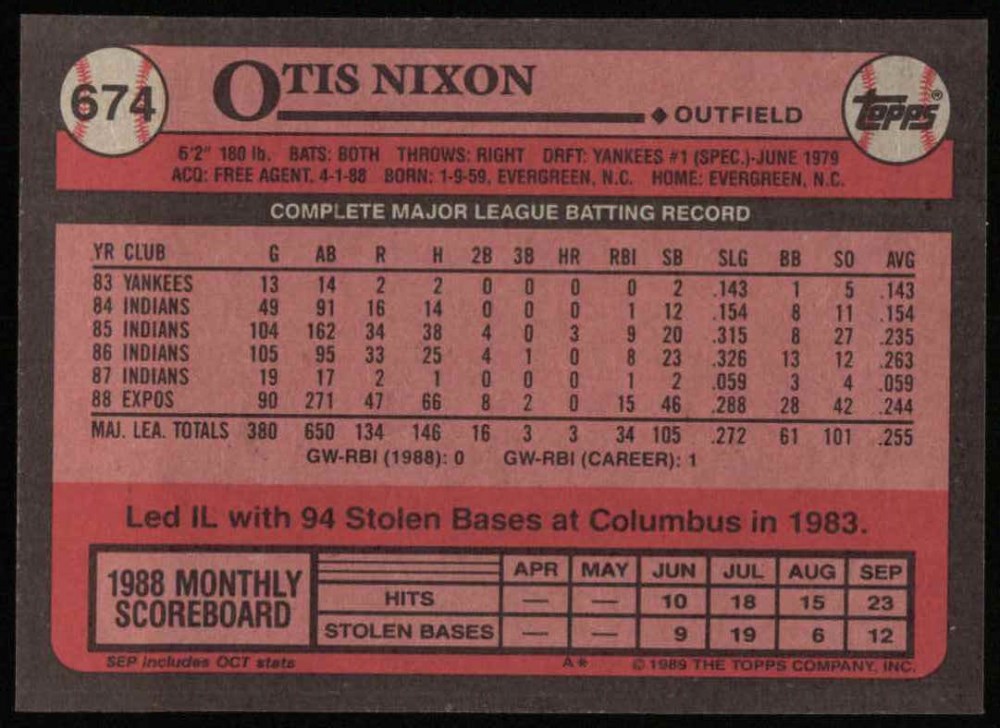 674
OTIS NIXON
◆ OUTFIELD
TOPPS®
6'2" 180 lb. BATS: BOTH THROWS: RIGHT DRFT: YANKEES #1 (SPEC.)-JUNE 1979
ACQ: FREE AGENT, 4-1-88 BORN: 1-9-59, EVERGREEN, N.C. HOME: EVERGREEN, N.C.
COMPLETE MAJOR LEAGUE BATTING RECORD
YR CLUB G AB R H 2B 3B HR RBI SB SLG BB SO AVG
83 YANKEES 13 14 2 2 0 0 0 0 2 .143 1 5 .143
84 INDIANS 49 91 16 14 0 0 0 1 12 .154 8 11 .154
85 INDIANS 104 162 34 38 4 0 3 9 20 .315 8 27 .235
86 INDIANS 105 95 33 25 4 1 0 8 23 .326 13 12 .263
87 INDIANS 19 17 2 1 0 0 0 1 2 .059 3 4 .059
88 EXPOS 90 271 47 66 8 2 0 15 46 .288 28 42 .244
MAJ. LEA. TOTALS 380 650 134 146 16 3 3 34 105 .272 61 101 .255
GW-RBI (1988): 0 GW-RBI (CAREER): 1
Led IL with 94 Stolen Bases at Columbus in 1983.
1988 MONTHLY
SCOREBOARD
APR MAY JUN JUL AUG SEP
HITS — — 10 18 15 23
STOLEN BASES — — 9 19 6 12
SEP includes OCT stats
A* © 1989 THE TOPPS COMPANY, INC.